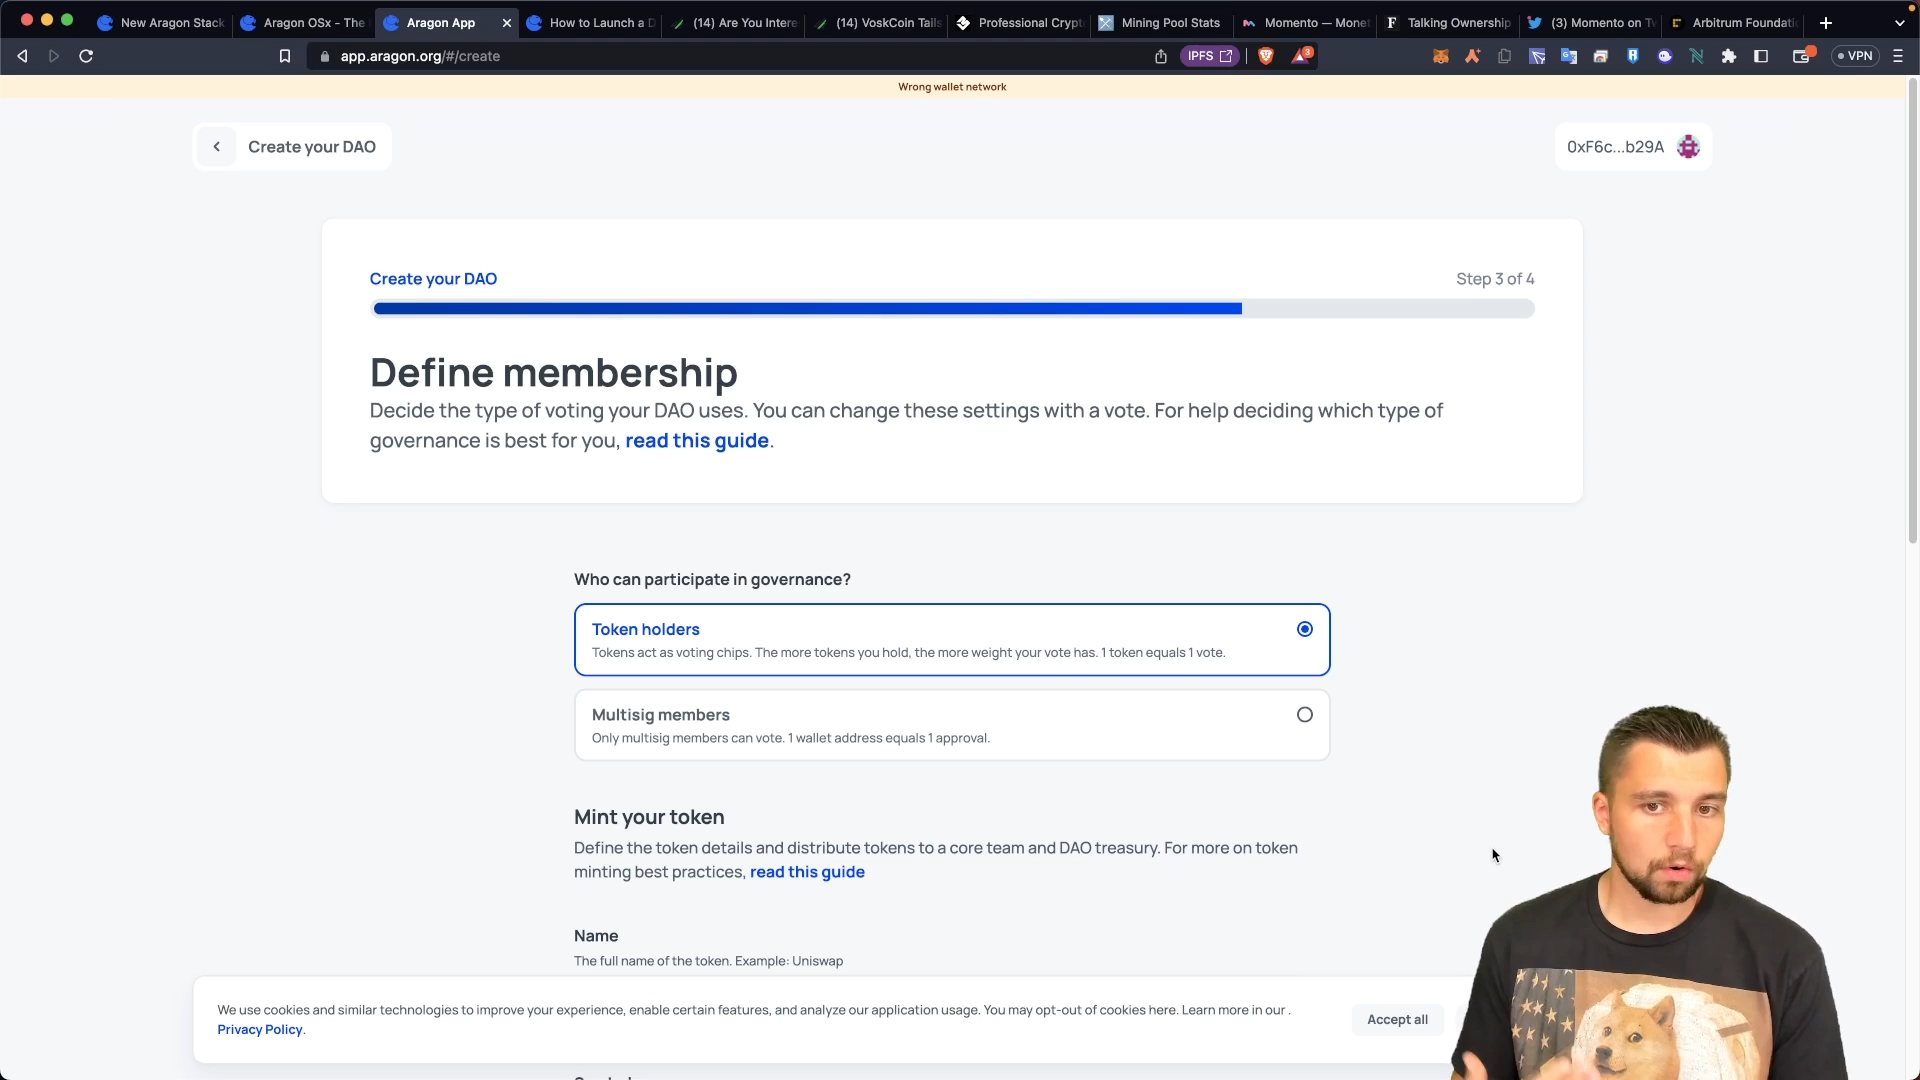 New Aragon Stack
Aragon OSx – The
Aragon App
How to Launch a D
(14) Are You Intere
(14) VoskCoin Tails
Professional Crypt
Mining Pool Stats
Momento — Monet
Talking Ownership
(3) Momento on Tw
Arbitrum Foundati
app.aragon.org/#/create
IPFS
3
VPN
Wrong wallet network
Create your DAO
0xF6c...b29A
Create your DAO
Step 3 of 4
Define membership
Decide the type of voting your DAO uses. You can change these settings with a vote. For help deciding which type of
governance is best for you, read this guide.
Who can participate in governance?
Token holders
Tokens act as voting chips. The more tokens you hold, the more weight your vote has. 1 token equals 1 vote.
Multisig members
Only multisig members can vote. 1 wallet address equals 1 approval.
Mint your token
Define the token details and distribute tokens to a core team and DAO treasury. For more on token
minting best practices, read this guide
Name
The full name of the token. Example: Uniswap
We use cookies and similar technologies to improve your experience, enable certain features, and analyze our application usage. You may opt-out of cookies here. Learn more in our .
Privacy Policy.
Accept all